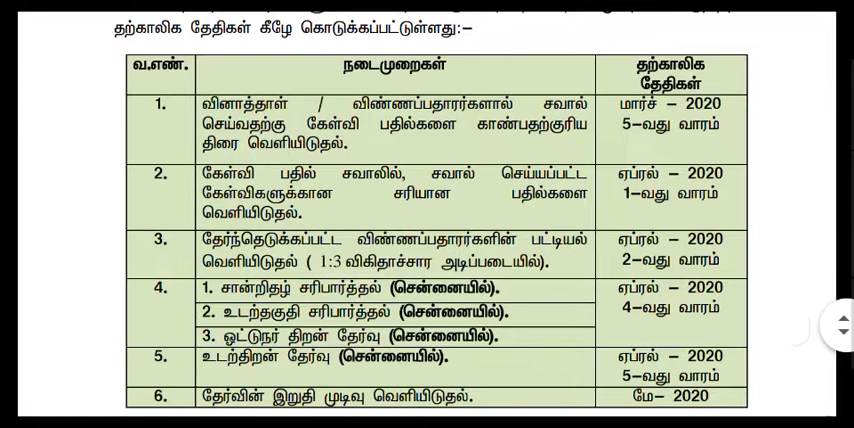 தற்காலிக தேதிகள் கீழே கொடுக்கப்பட்டுள்ளது:–
வ.எண். நடைமுறைகள் தற்காலிக தேதிகள்
1. வினாத்தாள் / விண்ணப்பதாரர்களால் சவால் மார்ச் – 2020
செய்வதற்கு கேள்வி பதில்களை காண்பதற்குரிய 5–வது வாரம்
திரை வெளியிடுதல்.
2. கேள்வி பதில் சவாலில், சவால் செய்யப்பட்ட ஏப்ரல் – 2020
கேள்விகளுக்கான சரியான பதில்களை 1–வது வாரம்
வெளியிடுதல்.
3. தேர்ந்தெடுக்கப்பட்ட விண்ணப்பதாரர்களின் பட்டியல் ஏப்ரல் – 2020
வெளியிடுதல் ( 1:3 விகிதாச்சார அடிப்படையில்). 2–வது வாரம்
4. 1. சான்றிதழ் சரிபார்த்தல் (சென்னையில்). ஏப்ரல் – 2020
2. உடற்தகுதி சரிபார்த்தல் (சென்னையில்). 4–வது வாரம்
3. ஓட்டுநர் திறன் தேர்வு (சென்னையில்).
5. உடற்திறன் தேர்வு (சென்னையில்). ஏப்ரல் – 2020
5–வது வாரம்
6. தேர்வின் இறுதி முடிவு வெளியிடுதல். மே– 2020